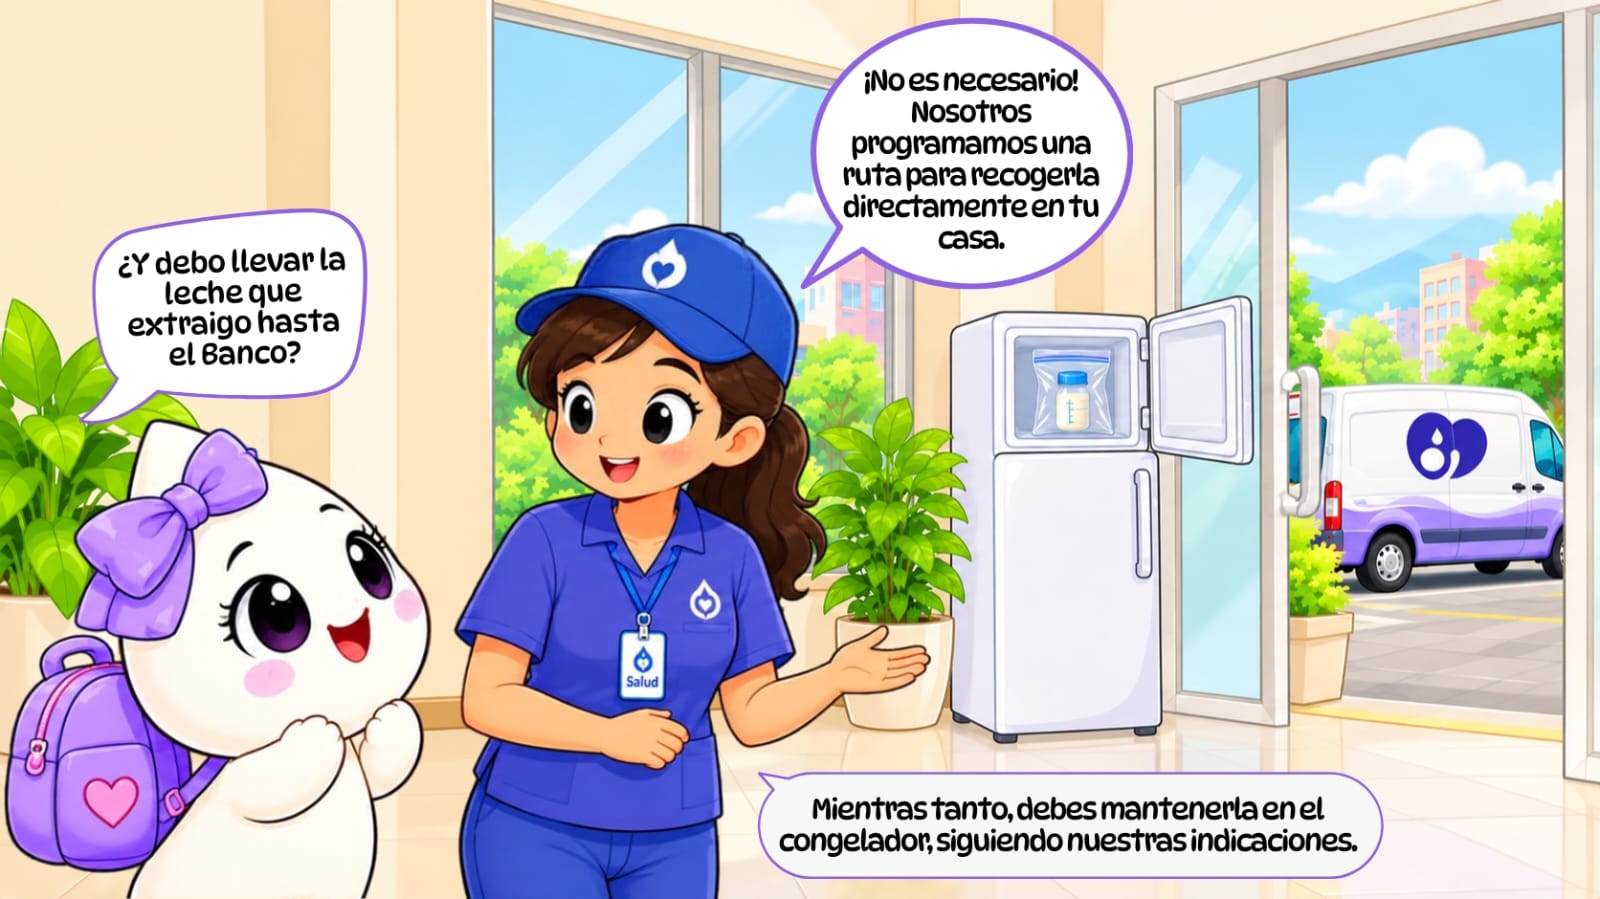 ¿Y debo llevar la
leche que
extraigo hasta
el Banco?
¡No es necesario!
Nosotros
programamos una
ruta para recogerla
directamente en tu
casa.
Salud
Mientras tanto, debes mantenerla en el
congelador, siguiendo nuestras indicaciones.